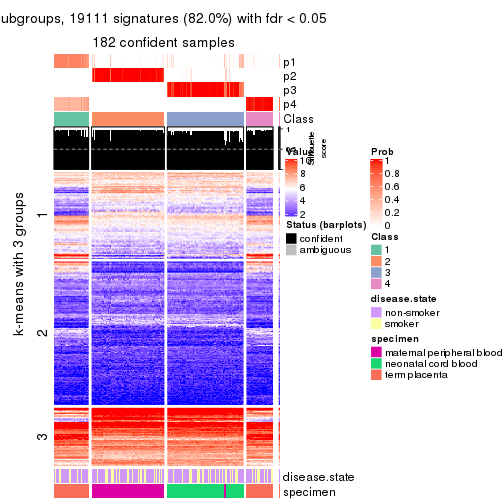 ubgroups, 19111 signatures (82.0%) with fdr < 0.05
182 confident samples
p1
p2
p3
p4
Class
1
Silhouette
score
k-means with 3 groups
1
2
3
disease.state
specimen
Value
10
8
6
4
2
Status (barplots)
confident
ambiguous
Prob
1
0.8
0.6
0.4
0.2
0
Class
1
2
3
4
disease.state
non-smoker
smoker
specimen
maternal peripheral blood
neonatal cord blood
term placenta